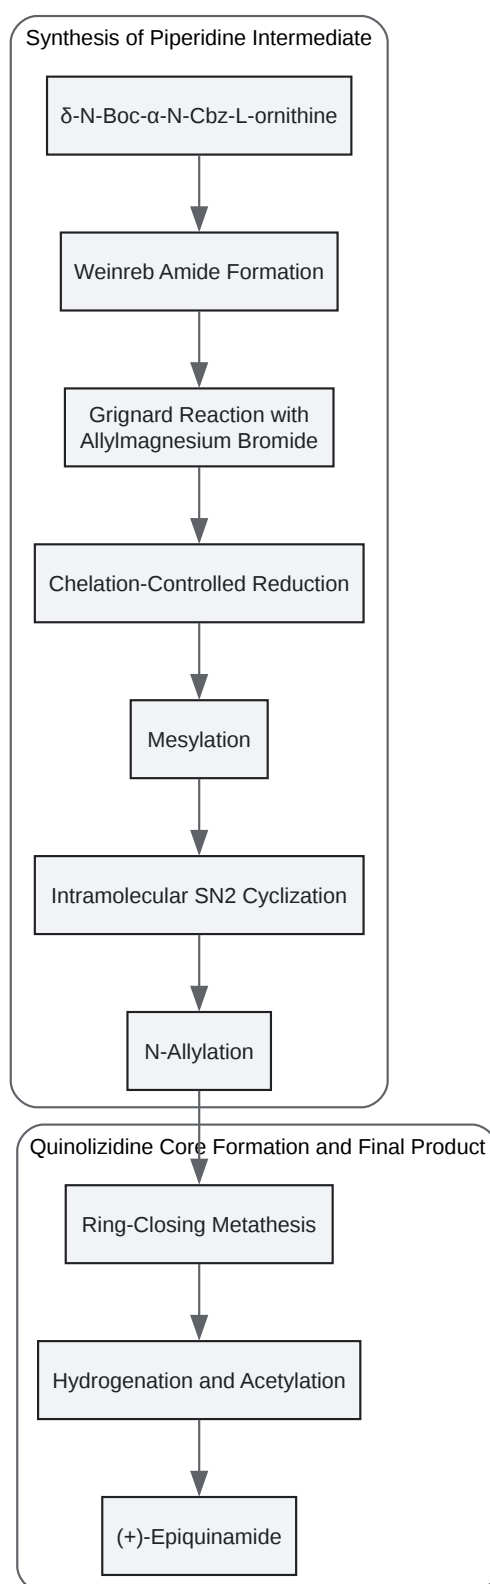 Synthesis of Piperidine Intermediate
δ-N-Boc-α-N-Cbz-L-ornithine
Weinreb Amide Formation
Grignard Reaction with
Allylmagnesium Bromide
Chelation-Controlled Reduction
Mesylation
Intramolecular SN2 Cyclization
N-Allylation
Quinolizidine Core Formation and Final Product
Ring-Closing Metathesis
Hydrogenation and Acetylation
(+)-Epiquinamide